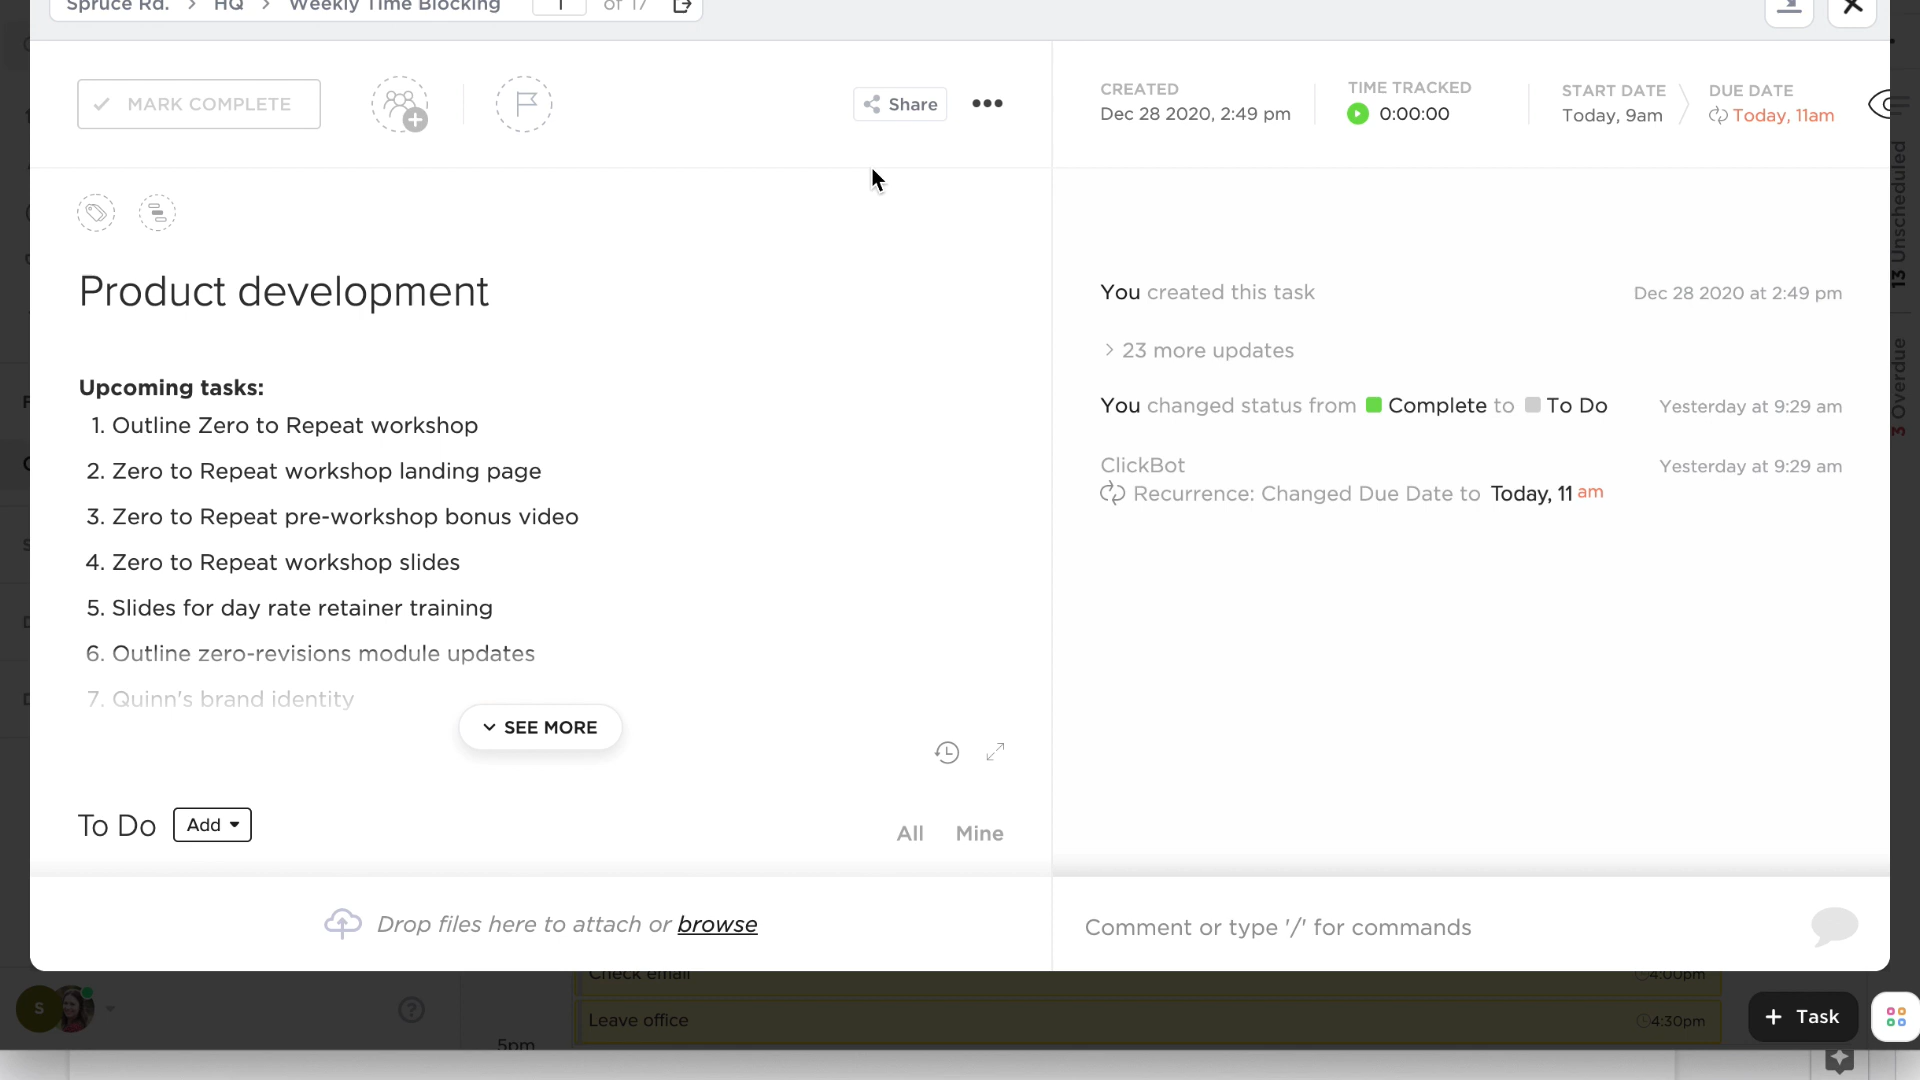 Spruce Rd. > HQ > Weekly Time Blocking 1 of 17
MARK COMPLETE
Share
CREATED
Dec 28 2020, 2:49 pm
TIME TRACKED
0:00:00
START DATE
Today, 9am
DUE DATE
Today, 11am
13 Unscheduled
3 Overdue
Product development
Upcoming tasks:
1. Outline Zero to Repeat workshop
2. Zero to Repeat workshop landing page
3. Zero to Repeat pre-workshop bonus video
4. Zero to Repeat workshop slides
5. Slides for day rate retainer training
6. Outline zero-revisions module updates
7. Quinn's brand identity
SEE MORE
To Do Add
All Mine
Drop files here to attach or browse
You created this task Dec 28 2020 at 2:49 pm
> 23 more updates
You changed status from Complete to To Do Yesterday at 9:29 am
ClickBot Yesterday at 9:29 am
Recurrence: Changed Due Date to Today, 11 am
Comment or type '/' for commands
Check email 4:00pm
Leave office 4:30pm
5pm
S
+ Task